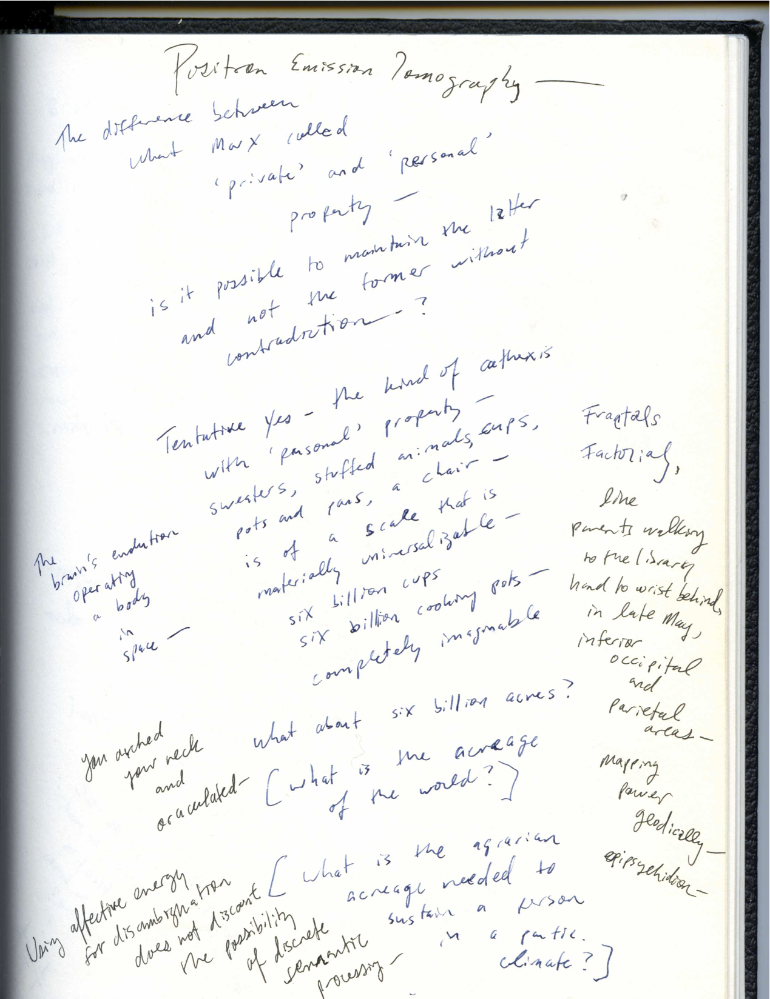 Positron Emission Tomography —
The difference between
what Marx called
'private' and 'personal'
property —
is it possible to maintain the latter
and not the former without
contradiction — ?
Tentative Yes – the kind of cathexis
with 'personal' property —
sweaters, stuffed animals, cups,
pots and pans, a chair —
is of a scale that is
materially universalizable —
six billion cups
six billion cooking pots —
completely imaginable
what about six billion acres?
[what is the acreage
of the world?]
[what is the agrarian
acreage needed to
sustain a person
in a partic.
climate?]
The
brain's
operating
a body
in
space —
You arched
your neck
and
oraculated —
Using affective energy
for disambiguation
does not discount
the possibility
of discrete
semantic
processing —
Fractals
Factorials,
line
parents walking
to the library
hand to wrist behind,
in late May,
inferior
occipital
and
parietal
areas —
Mapping
power
geodically —
epipsychidion —